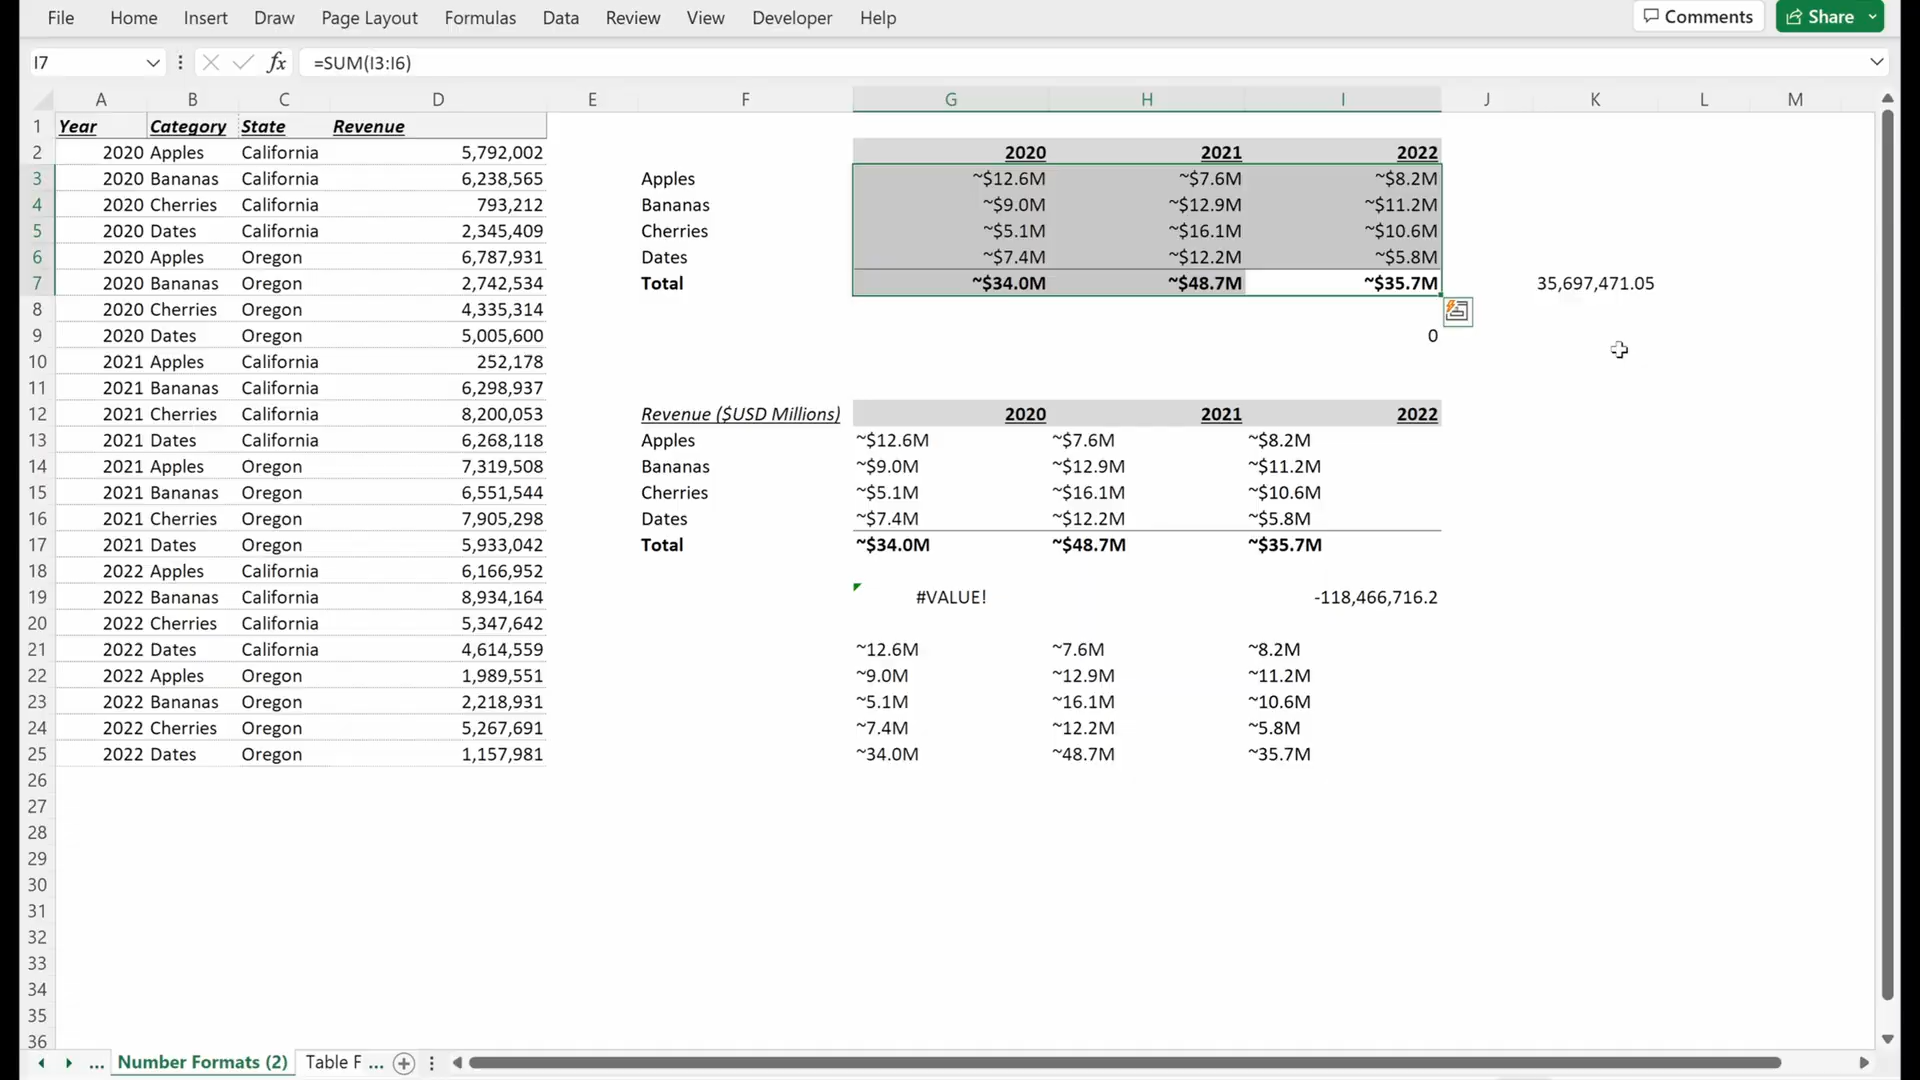 File Home Insert Draw Page Layout Formulas Data Review View Developer Help Comments Share
I7 fx =SUM(I3:I6)
A B C D E F G H I J K L M
1 Year Category State Revenue
2 2020 Apples California 5,792,002 2020 2021 2022
3 2020 Bananas California 6,238,565 Apples ~$12.6M ~$7.6M ~$8.2M
4 2020 Cherries California 793,212 Bananas ~$9.0M ~$12.9M ~$11.2M
5 2020 Dates California 2,345,409 Cherries ~$5.1M ~$16.1M ~$10.6M
6 2020 Apples Oregon 6,787,931 Dates ~$7.4M ~$12.2M ~$5.8M
7 2020 Bananas Oregon 2,742,534 Total ~$34.0M ~$48.7M ~$35.7M 35,697,471.05
8 2020 Cherries Oregon 4,335,314
9 2020 Dates Oregon 5,005,600 0
10 2021 Apples California 252,178
11 2021 Bananas California 6,298,937
12 2021 Cherries California 8,200,053 Revenue ($USD Millions) 2020 2021 2022
13 2021 Dates California 6,268,118 Apples ~$12.6M ~$7.6M ~$8.2M
14 2021 Apples Oregon 7,319,508 Bananas ~$9.0M ~$12.9M ~$11.2M
15 2021 Bananas Oregon 6,551,544 Cherries ~$5.1M ~$16.1M ~$10.6M
16 2021 Cherries Oregon 7,905,298 Dates ~$7.4M ~$12.2M ~$5.8M
17 2021 Dates Oregon 5,933,042 Total ~$34.0M ~$48.7M ~$35.7M
18 2022 Apples California 6,166,952
19 2022 Bananas California 8,934,164 #VALUE! -118,466,716.2
20 2022 Cherries California 5,347,642
21 2022 Dates California 4,614,559 ~12.6M ~7.6M ~8.2M
22 2022 Apples Oregon 1,989,551 ~9.0M ~12.9M ~11.2M
23 2022 Bananas Oregon 2,218,931 ~5.1M ~16.1M ~10.6M
24 2022 Cherries Oregon 5,267,691 ~7.4M ~12.2M ~5.8M
25 2022 Dates Oregon 1,157,981 ~34.0M ~48.7M ~35.7M
26
27
28
29
30
31
32
33
34
35
36
... Number Formats (2) Table F ...